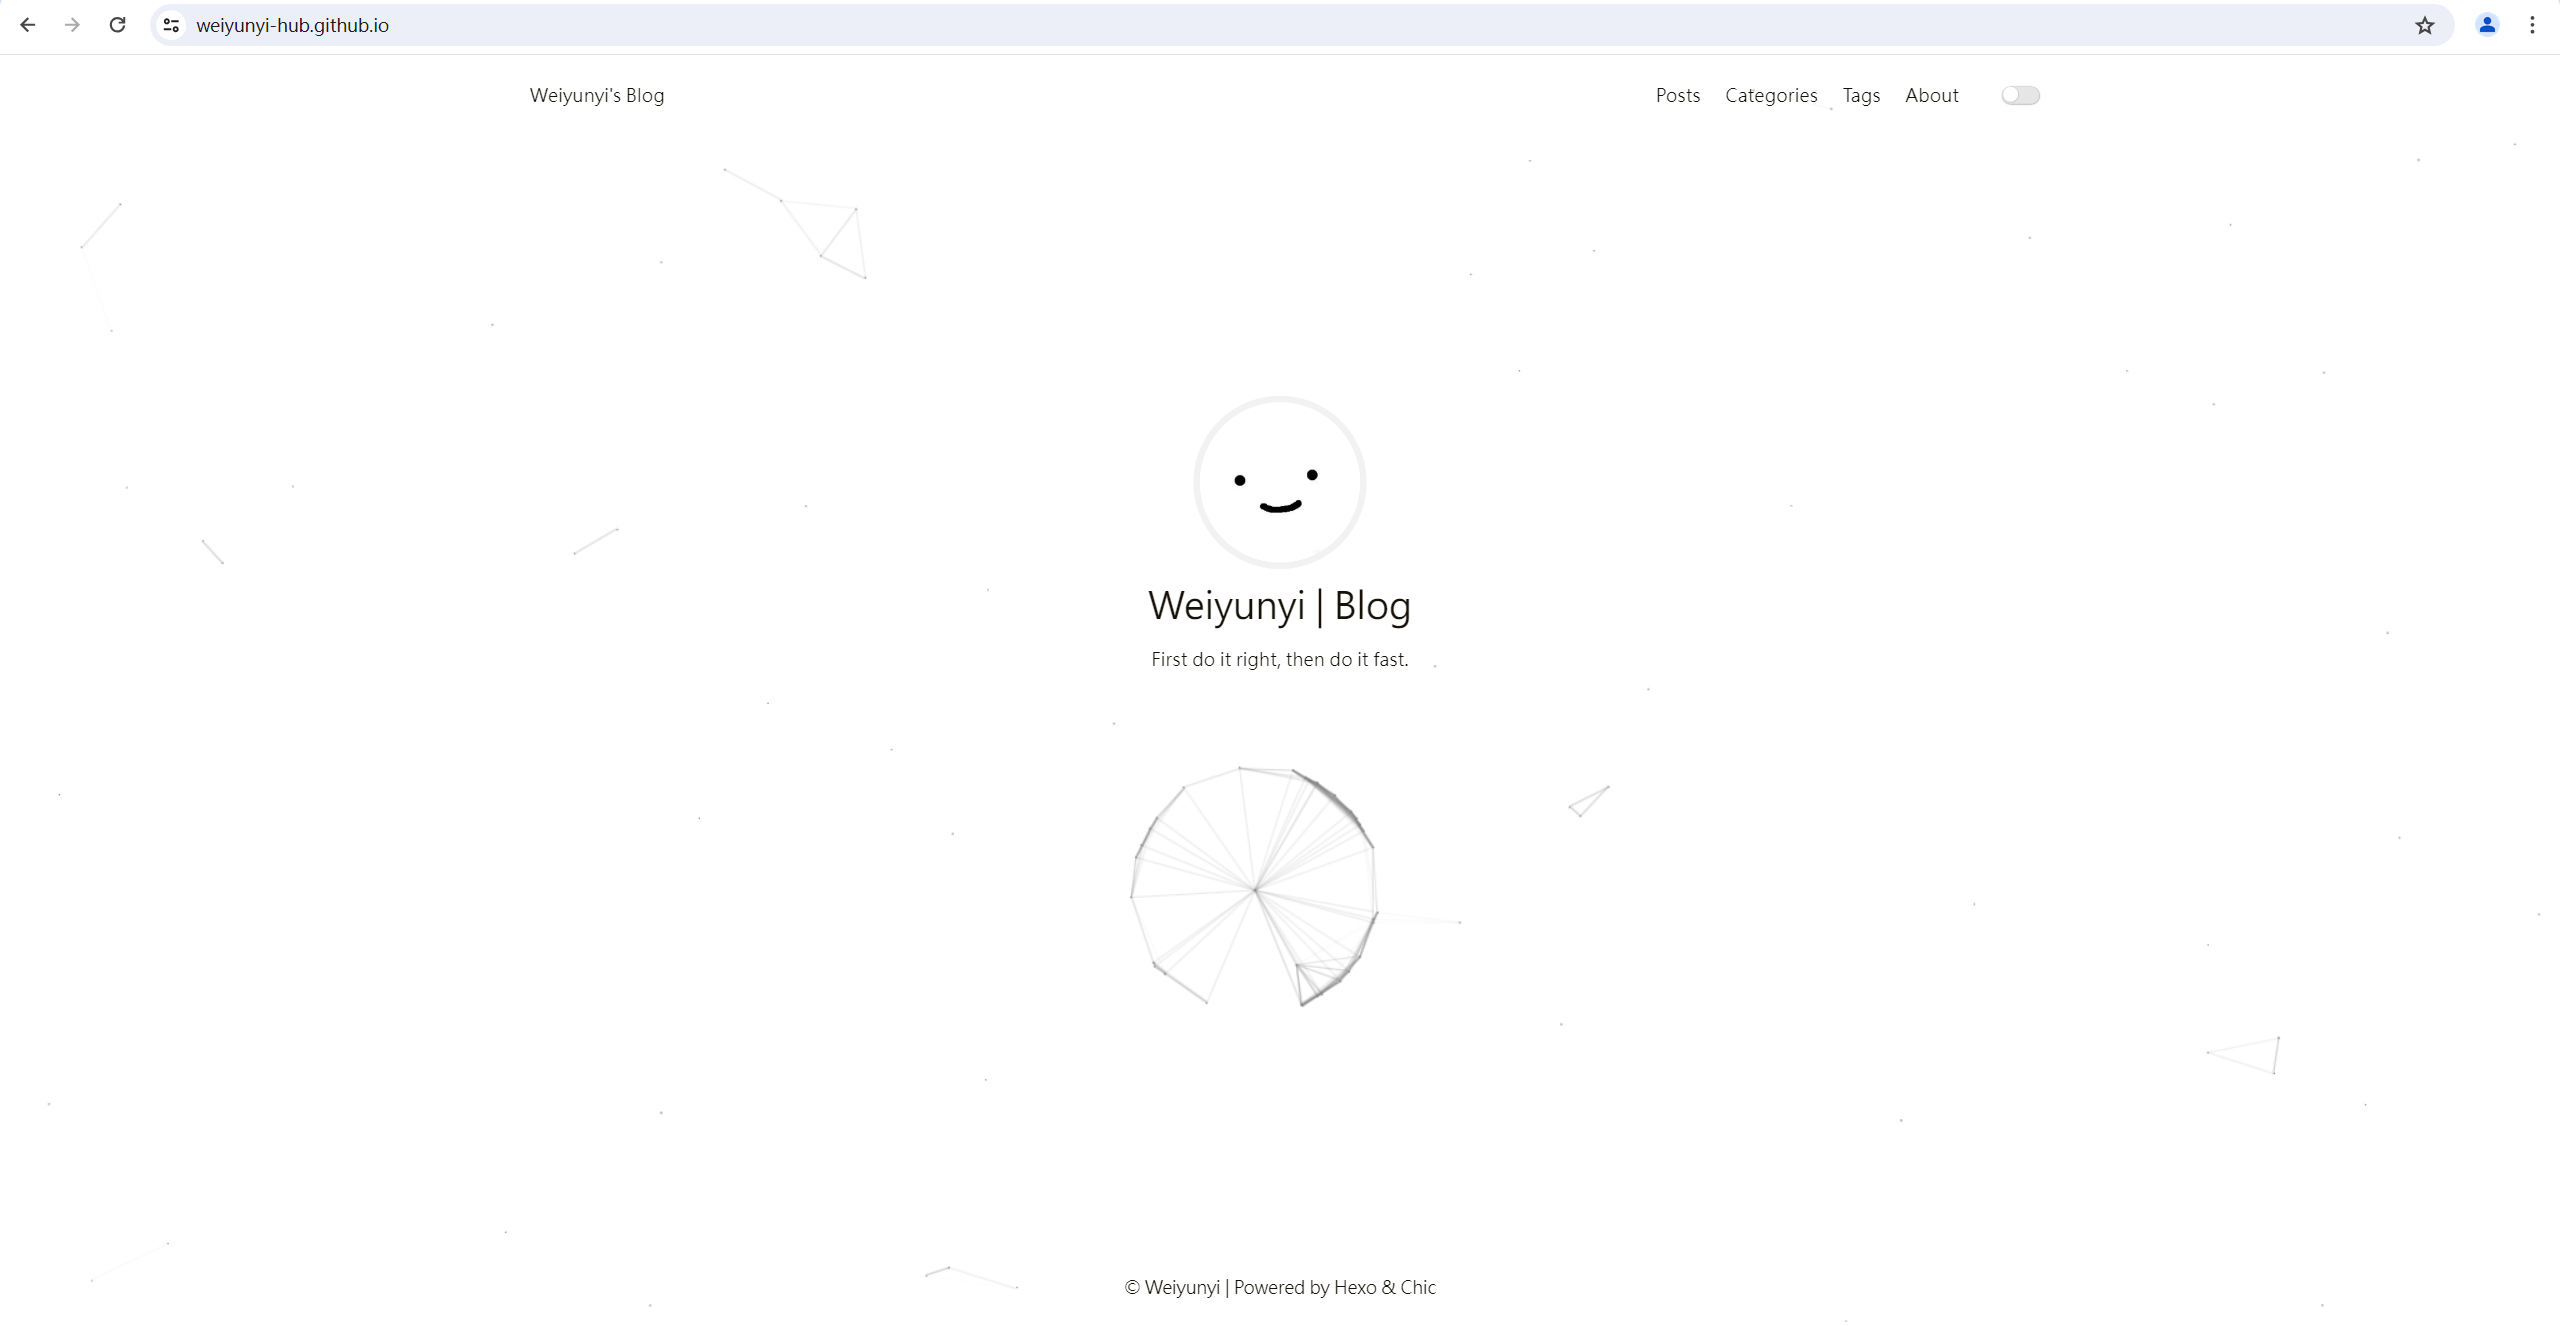 weiyunyi-hub.github.io
Weiyunyi's Blog
Posts Categories Tags About
Weiyunyi | Blog
First do it right, then do it fast.
© Weiyunyi | Powered by Hexo & Chic